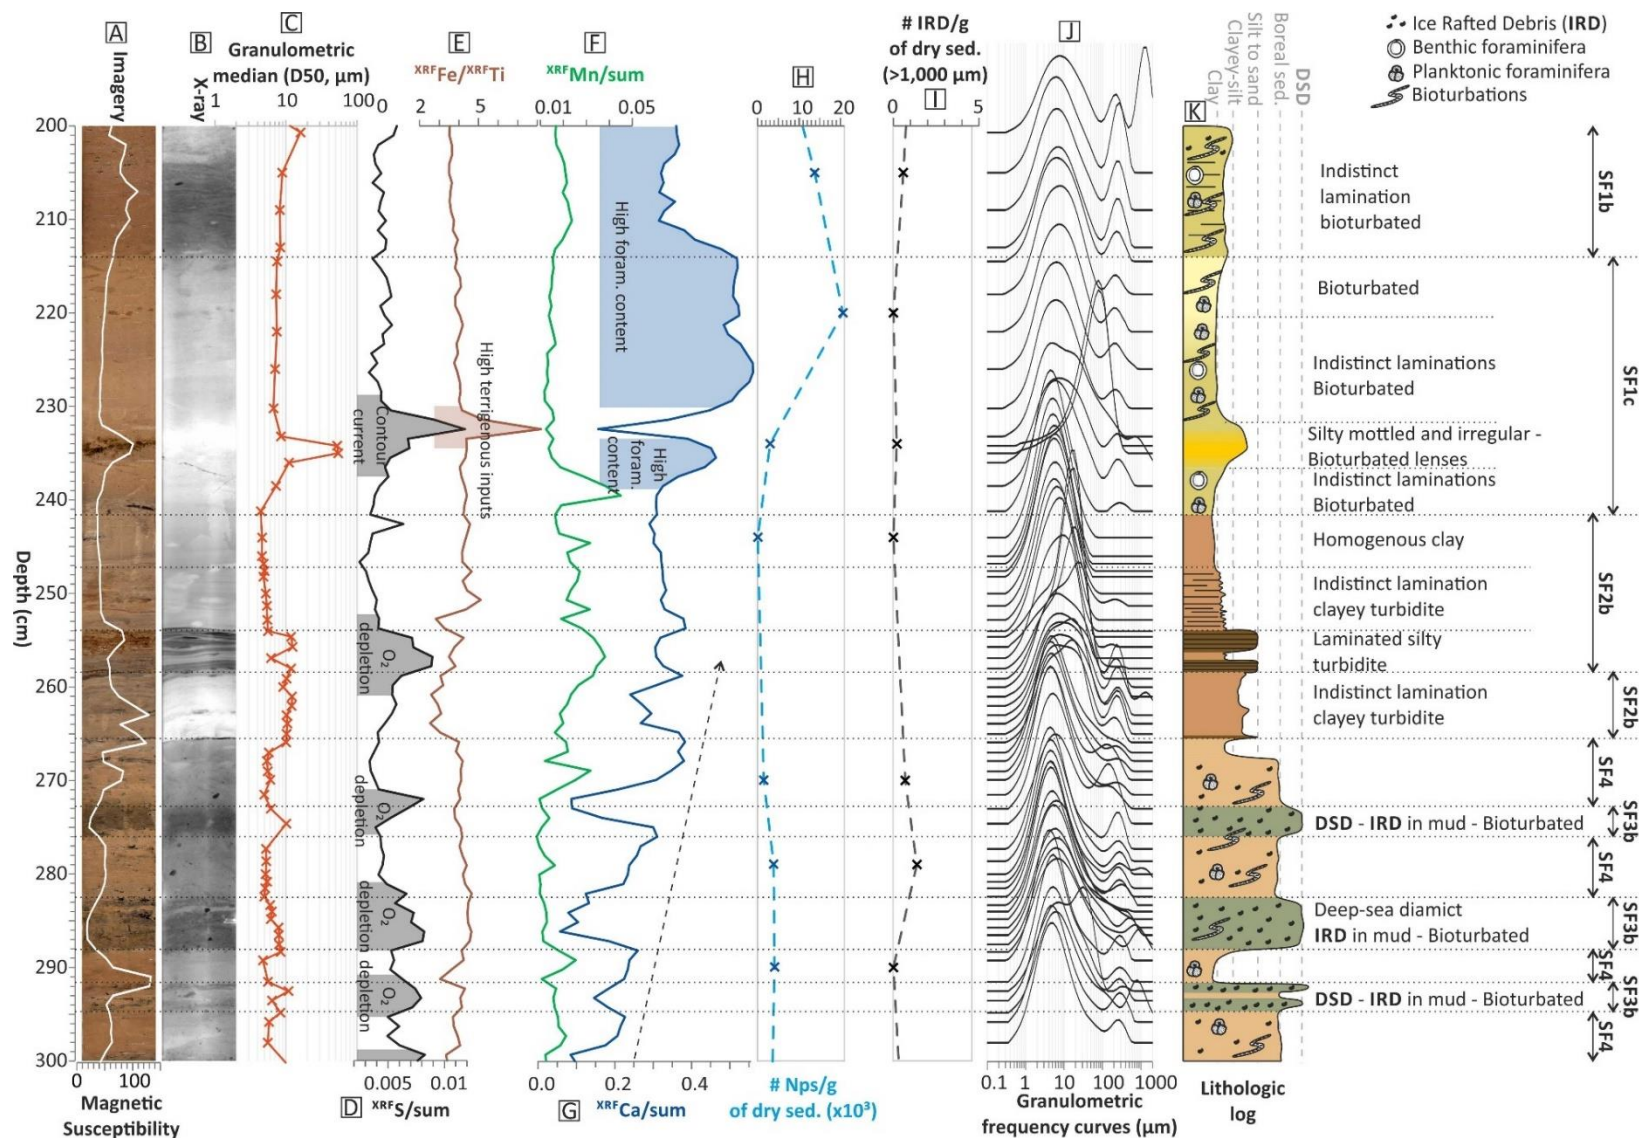 A
Imagery
B
X-ray
C
Granulometric
median (D50, µm)
1 10 100
E
XRFFe/XRFTi
0 2 5
F
XRFMn/sum
0.01 0.05
H
0 10 20
# IRD/g
of dry sed.
(>1,000 µm)
0 I 5
J
K
Clay
Clayey-silt
Silt to sand
Boreal sed.
DSD
Ice Rafted Debris (IRD)
Benthic foraminifera
Planktonic foraminifera
Bioturbations
Depth (cm)
200
210
220
230
240
250
260
270
280
290
300
Contour
current
O2
depletion
O2
depletion
O2
depletion
O2
depletion
High terrigenous inputs
High foram. content
High
foram.
content
Indistinct
lamination
bioturbated
SF1b
Bioturbated
Indistinct laminations
Bioturbated
Silty mottled and irregular -
Bioturbated lenses
Indistinct laminations
Bioturbated
SF1c
Homogenous clay
Indistinct lamination
clayey turbidite
Laminated silty
turbidite
SF2b
Indistinct lamination
clayey turbidite
SF2b
SF4
DSD - IRD in mud - Bioturbated
SF3b
SF4
Deep-sea diamict
IRD in mud - Bioturbated
SF3b
SF4
DSD - IRD in mud - Bioturbated
SF3b
SF4
0 100
Magnetic
Susceptibility
0.005 0.01
D XRFS/sum
0.0 0.2 0.4
G XRFCa/sum
# Nps/g
of dry sed. (x10³)
0.1 1 10 100 1000
Granulometric
frequency curves (µm)
Lithologic
log